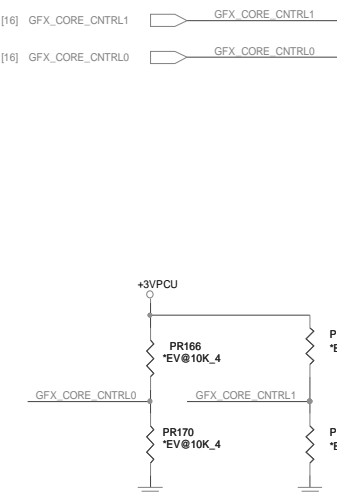 [16] GFX_CORE_CNTRL1 GFX_CORE_CNTRL1
[16] GFX_CORE_CNTRL0 GFX_CORE_CNTRL0
+3VPCU
PR166
*EV@10K_4
GFX_CORE_CNTRL0 GFX_CORE_CNTRL1
PR170
*EV@10K_4